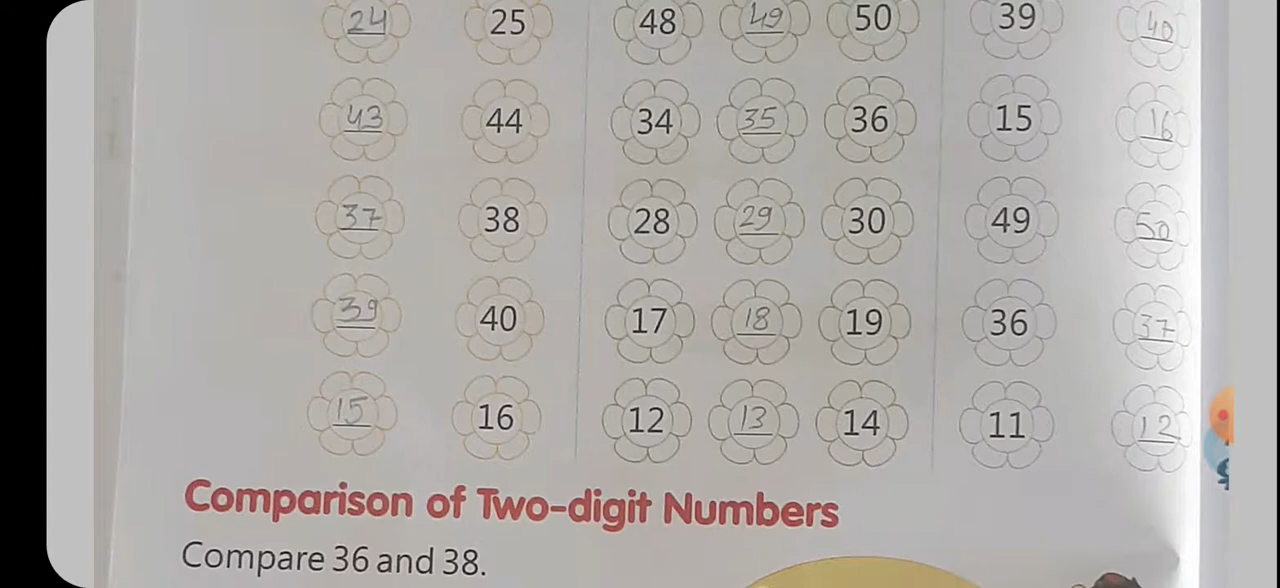 24 25 48 49 50 39 40
43 44 34 35 36 15 16
37 38 28 29 30 49 50
39 40 17 18 19 36 37
15 16 12 13 14 11 12
Comparison of Two-digit Numbers
Compare 36 and 38.